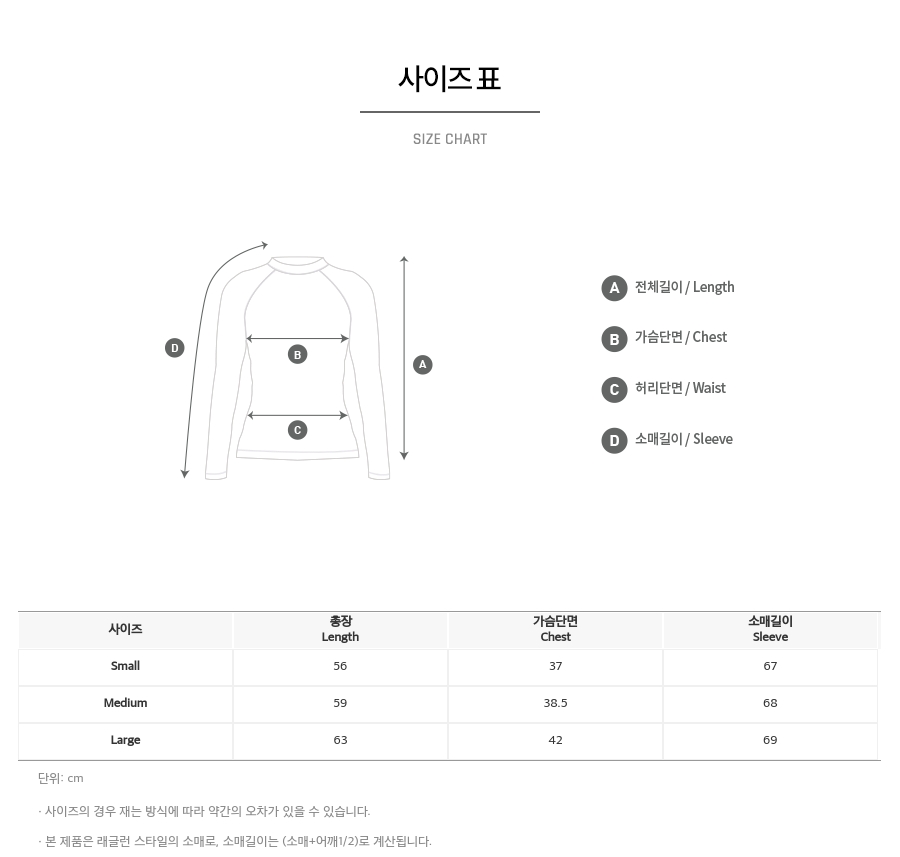 사이즈표
SIZE CHART
A 전체길이 / Length
B 가슴단면 / Chest
C 허리단면 / Waist
D 소매길이 / Sleeve
D
B
A
C
사이즈 총장 Length 가슴단면 Chest 소매길이 Sleeve
Small 56 37 67
Medium 59 38.5 68
Large 63 42 69
단위: cm
· 사이즈의 경우 재는 방식에 따라 약간의 오차가 있을 수 있습니다.
· 본 제품은 래글런 스타일의 소매로, 소매길이는 (소매+어깨1/2)로 계산됩니다.